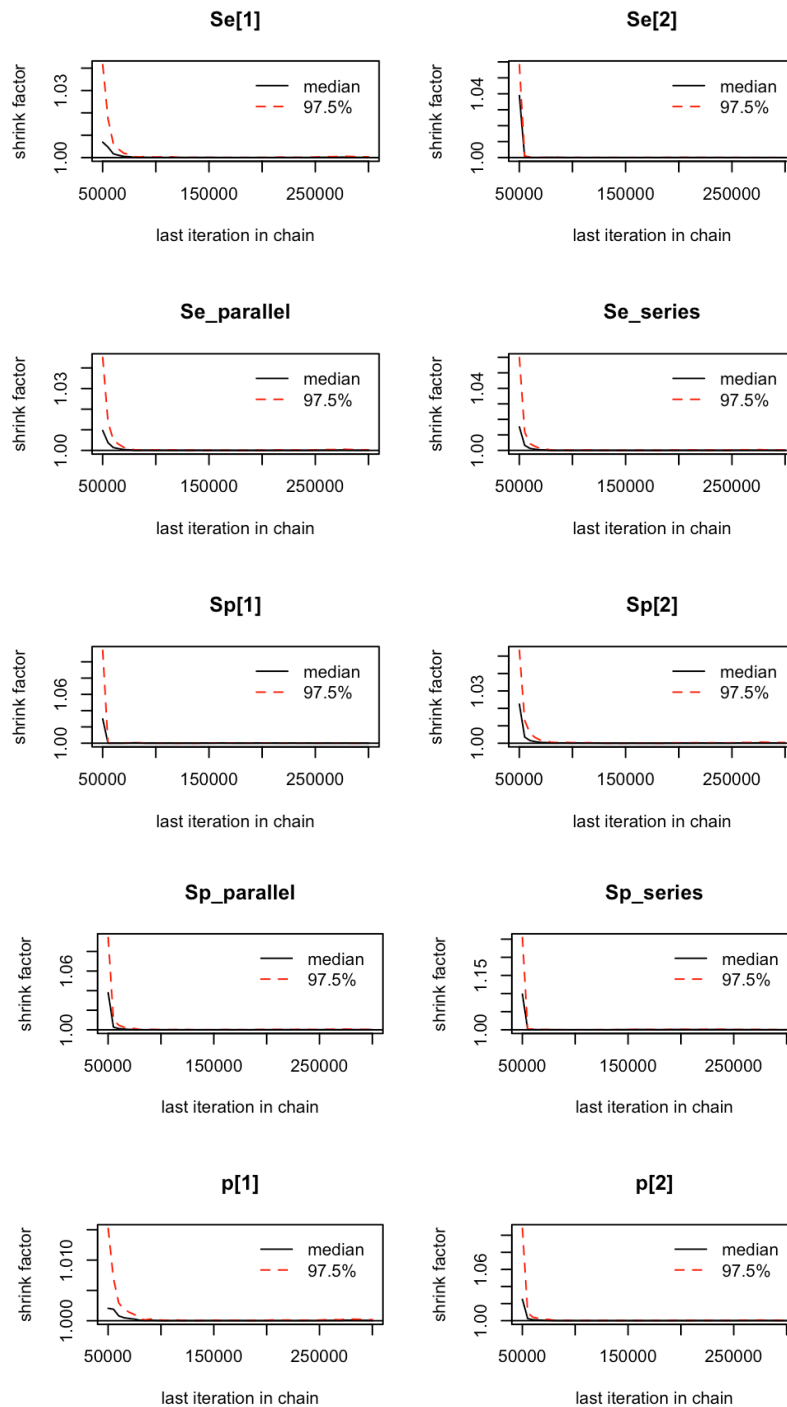 Se[1]
shrink factor
1.00
1.03
median
97.5%
50000
150000
250000
last iteration in chain
Se[2]
shrink factor
1.00
1.04
median
97.5%
50000
150000
250000
last iteration in chain
Se_parallel
shrink factor
1.00
1.03
median
97.5%
50000
150000
250000
last iteration in chain
Se_series
shrink factor
1.00
1.04
median
97.5%
50000
150000
250000
last iteration in chain
Sp[1]
shrink factor
1.00
1.06
median
97.5%
50000
150000
250000
last iteration in chain
Sp[2]
shrink factor
1.00
1.03
median
97.5%
50000
150000
250000
last iteration in chain
Sp_parallel
shrink factor
1.00
1.06
median
97.5%
50000
150000
250000
last iteration in chain
Sp_series
shrink factor
1.00
1.15
median
97.5%
50000
150000
250000
last iteration in chain
p[1]
shrink factor
1.000
1.010
median
97.5%
50000
150000
250000
last iteration in chain
p[2]
shrink factor
1.00
1.06
median
97.5%
50000
150000
250000
last iteration in chain